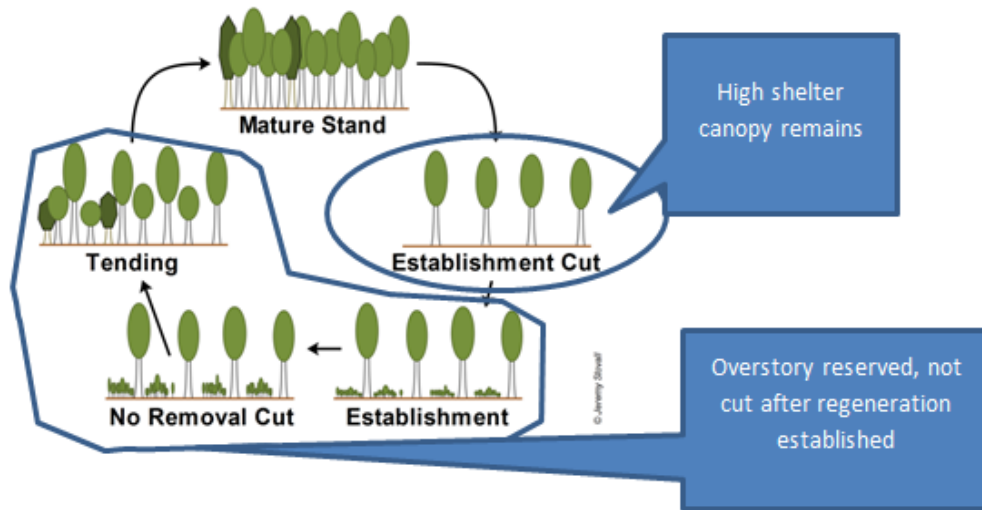 Mature Stand
High shelter
canopy remains
Establishment Cut
Tending
No Removal Cut
Establishment
© Jeremy Stovall
Overstory reserved, not
cut after regeneration
established